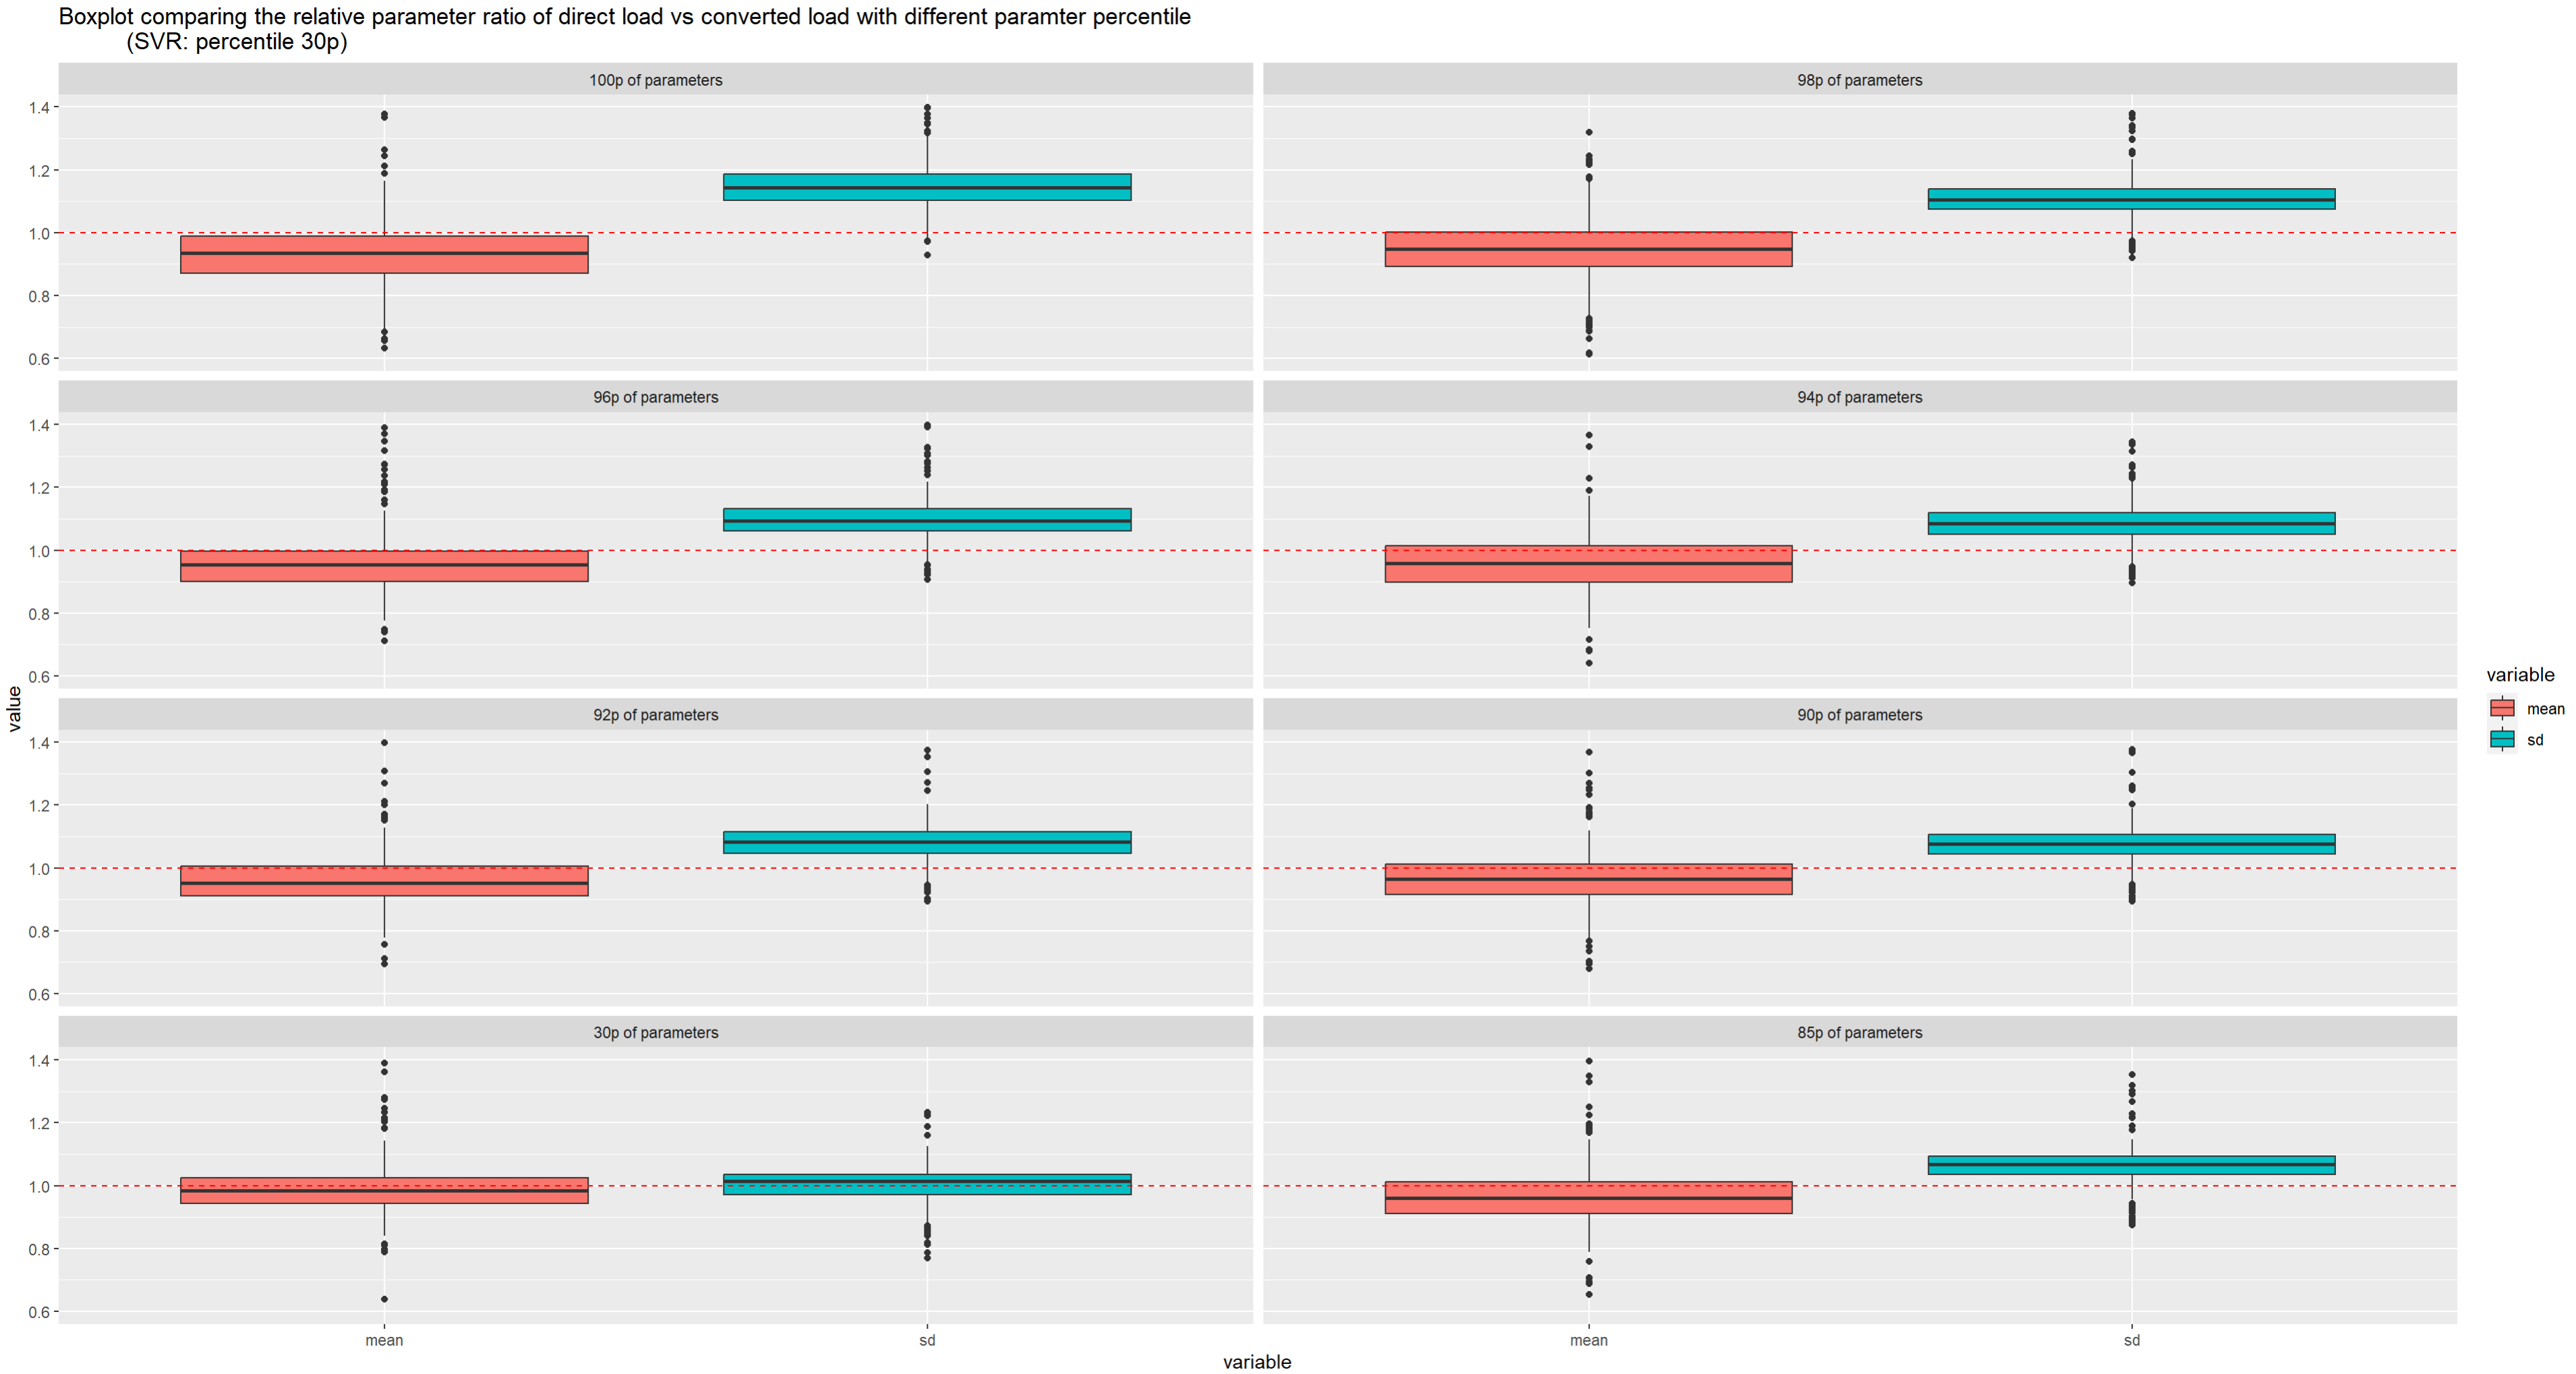 Boxplot comparing the relative parameter ratio of direct load vs converted load with different paramter percentile
(SVR: percentile 30p)
100p of parameters
98p of parameters
1.4
1.2
1.0
0.8
0.6
96p of parameters
94p of parameters
1.4
1.2
1.0
0.8
0.6
value
92p of parameters
90p of parameters
1.4
1.2
1.0
0.8
0.6
30p of parameters
85p of parameters
1.4
1.2
1.0
0.8
0.6
mean
sd
mean
sd
variable
variable
mean
sd